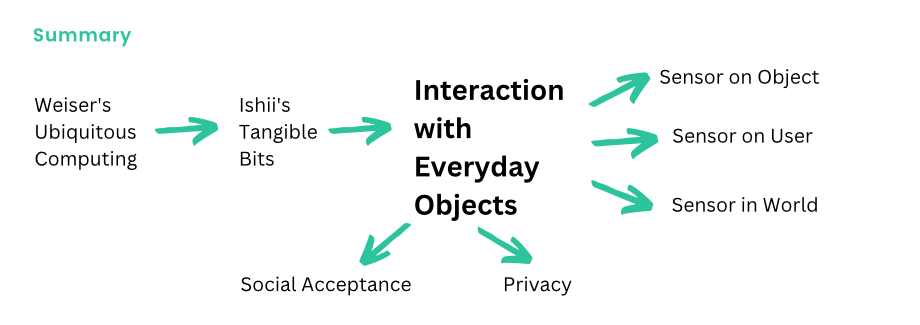 Summary
Weiser's
Ubiquitous
Computing
Ishii's
Tangible
Bits
Interaction
with
Everyday
Objects
Sensor on Object
Sensor on User
Sensor in World
Social Acceptance
Privacy